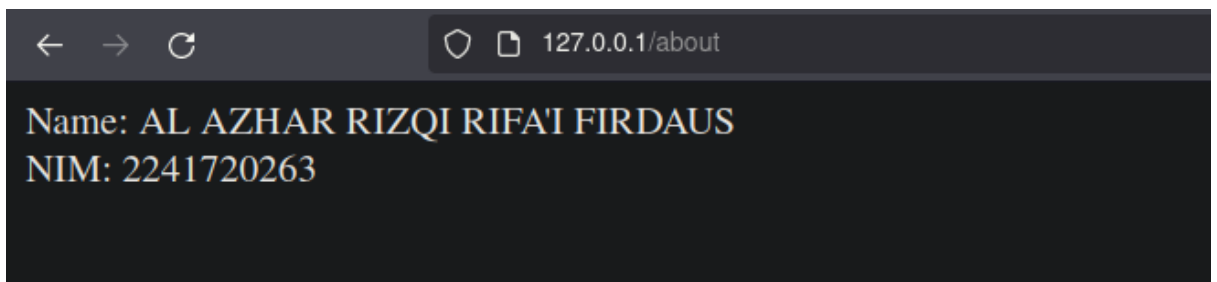 127.0.0.1/about
Name: AL AZHAR RIZQI RIFA'I FIRDAUS
NIM: 2241720263